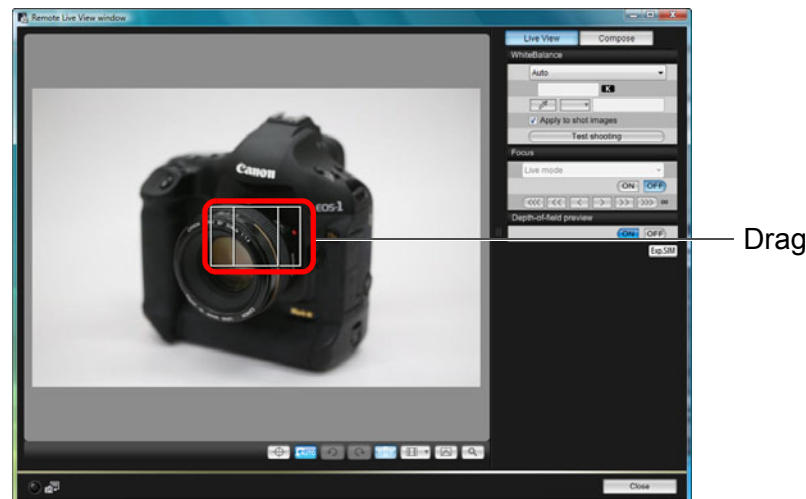 Remote Live View window
Live View Compose
WhiteBalance
Auto
K
Apply to shot images
Test shooting
Focus
Live mode
ON OFF
<<< << < > >> >>> ∞
Depth-of-field preview
ON OFF
Exp.SIM
Canon
EOS-1
Drag
AUTO
Close